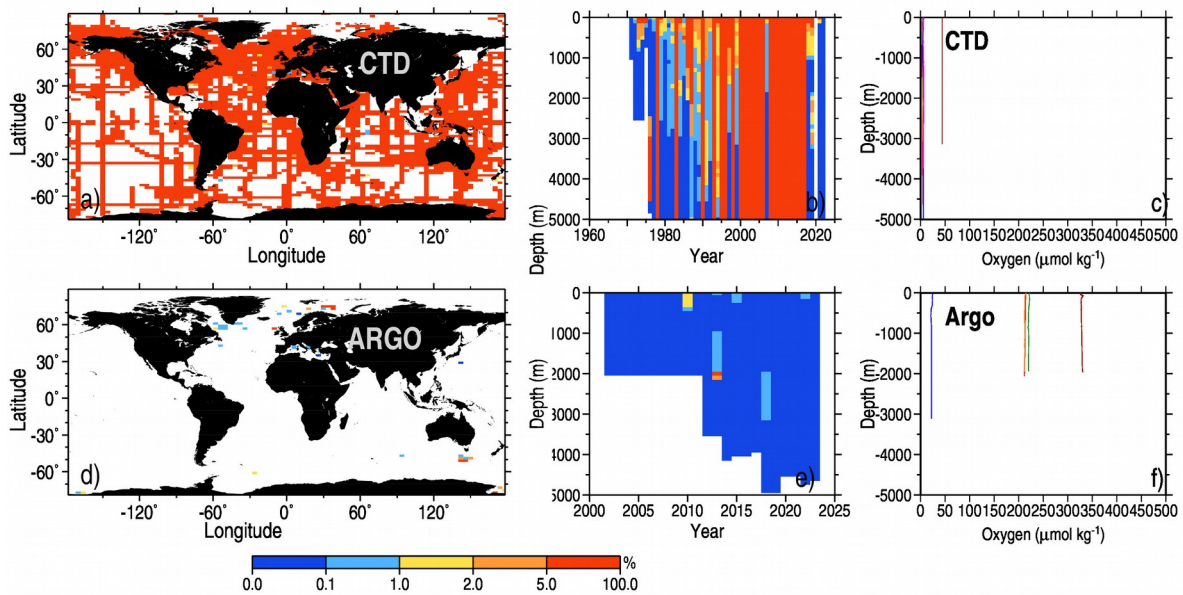 60°
30°
0°
-30°
-60°
Latitude
CTD
a)
-120° -60° 0° 60° 120°
Longitude
0
1000
2000
3000
4000
5000
Depth (m)
b)
1960 1980 2000 2020
Year
0
-1000
-2000
-3000
-4000
-5000
Depth (m)
CTD
c)
0 50 100 150 200 250 300 350 400 450 500
Oxygen (μmol kg⁻¹)
60°
30°
0°
-30°
-60°
Latitude
ARGO
d)
-120° -60° 0° 60° 120°
Longitude
0
1000
2000
3000
4000
5000
Depth (m)
Depth (m)
e)
2000 2005 2010 2015 2020 2025
Year
0
-1000
-2000
-3000
-4000
-5000
Depth (m)
Argo
f)
0 50 100 150 200 250 300 350 400 450 500
Oxygen (μmol kg⁻¹)
%
0.0 0.1 1.0 2.0 5.0 100.0